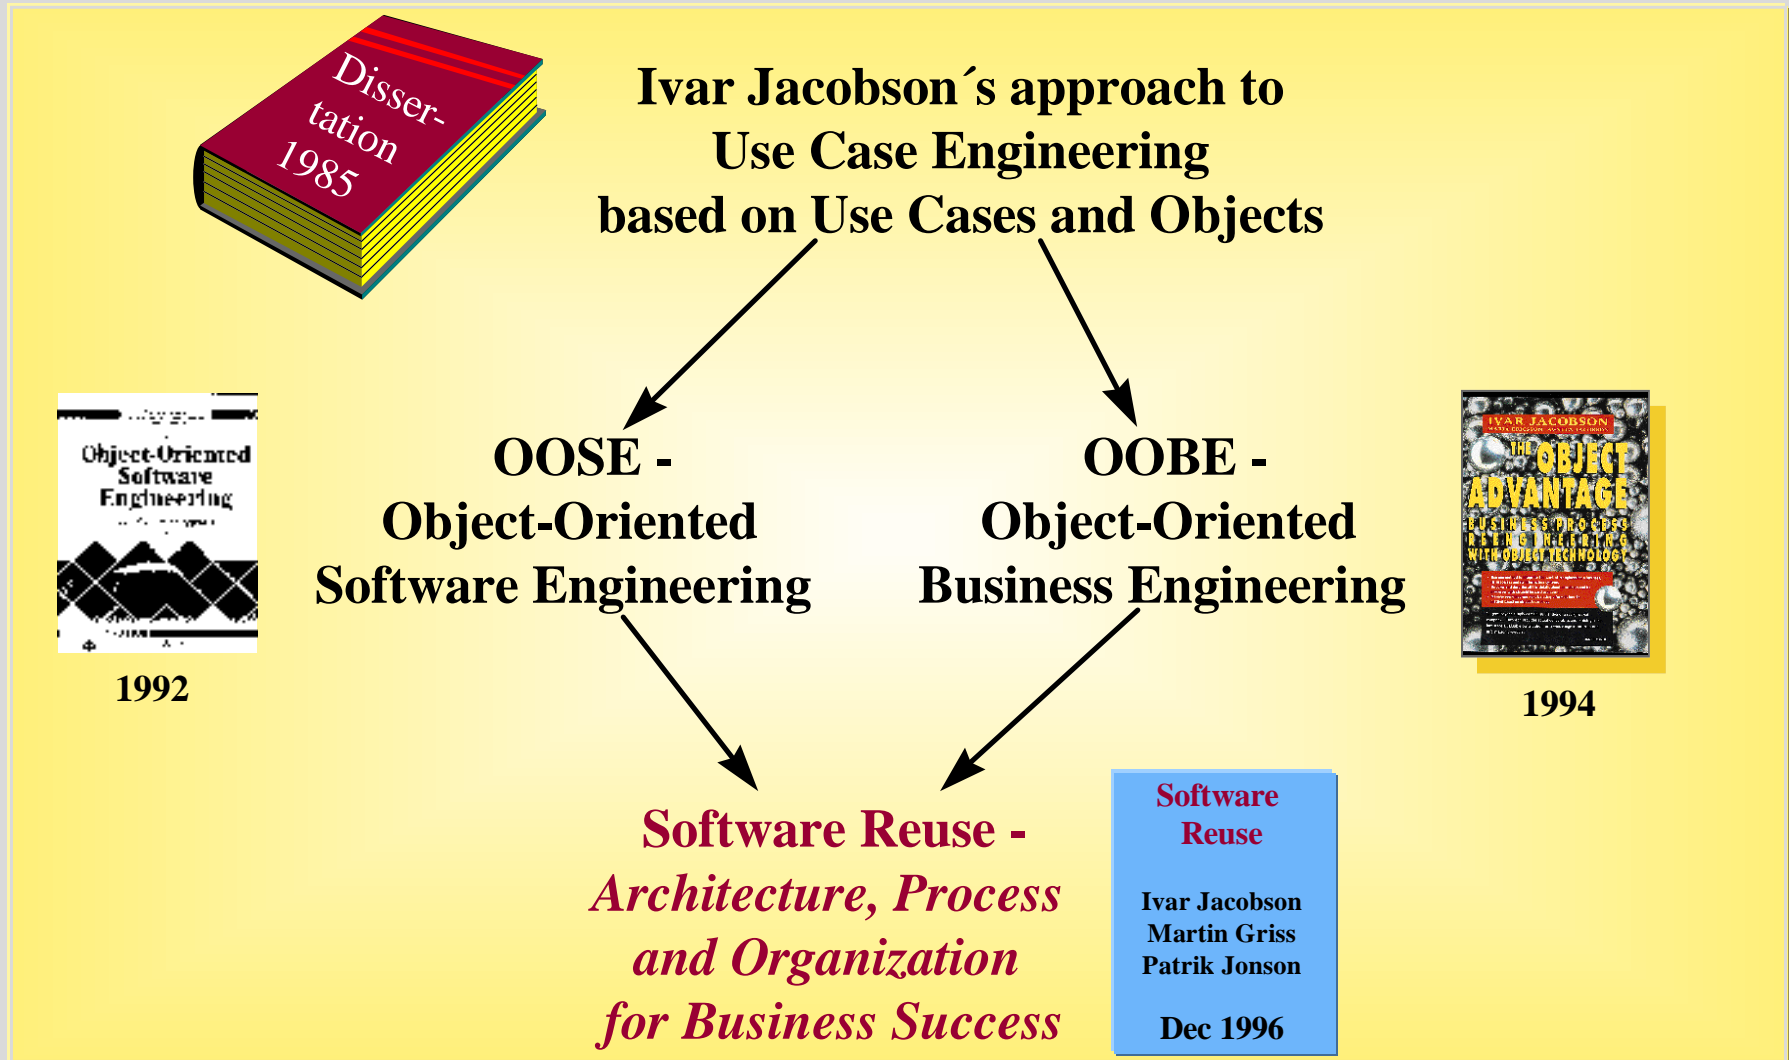 Disser-
tation
1985
Ivar Jacobson´s approach to
Use Case Engineering
based on Use Cases and Objects
Object-Oriented
Software
Engineering
1992
OOSE -
Object-Oriented
Software Engineering
OOBE -
Object-Oriented
Business Engineering
IVAR JACOBSON
THE OBJECT
ADVANTAGE
BUSINESS PROCESS
REENGINEERING
WITH OBJECT TECHNOLOGY
1994
Software Reuse -
Architecture, Process
and Organization
for Business Success
Software
Reuse
Ivar Jacobson
Martin Griss
Patrik Jonson
Dec 1996